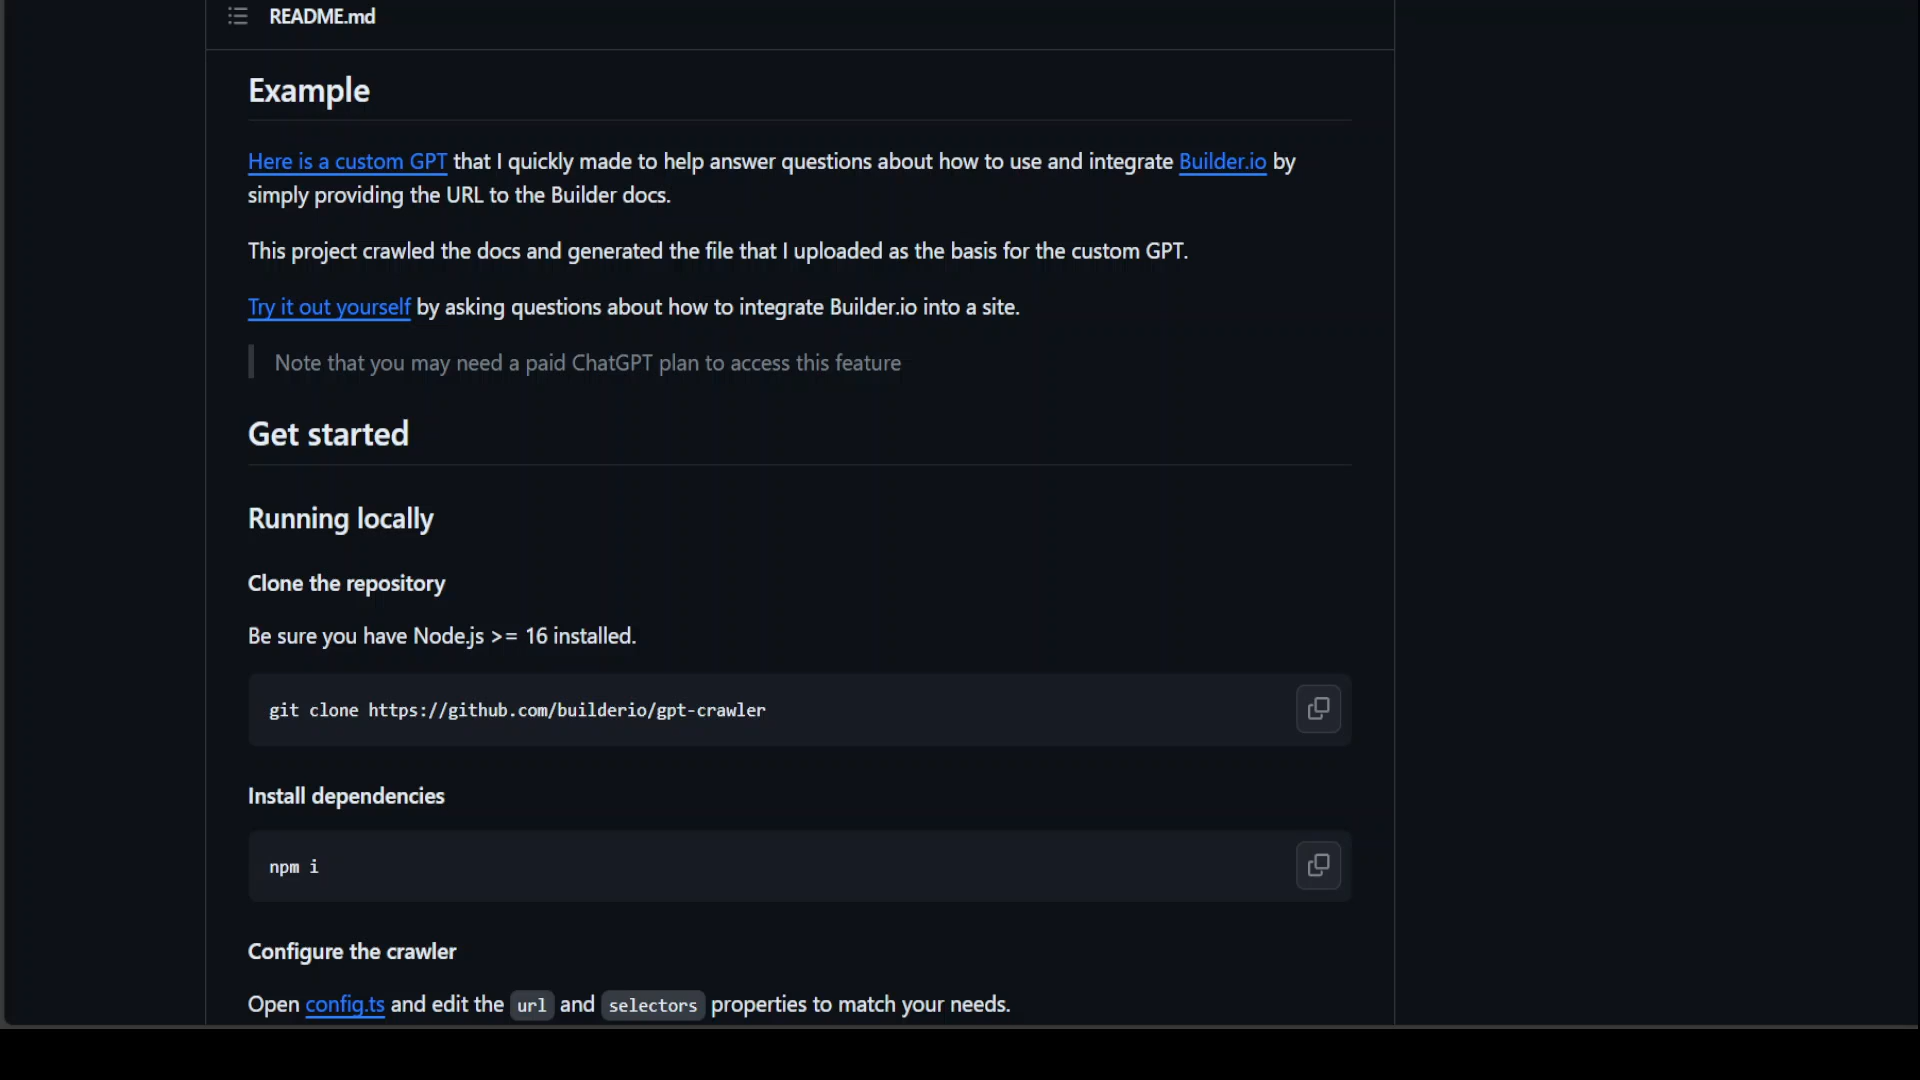 README.md
Example
Here is a custom GPT that I quickly made to help answer questions about how to use and integrate Builder.io by
simply providing the URL to the Builder docs.
This project crawled the docs and generated the file that I uploaded as the basis for the custom GPT.
Try it out yourself by asking questions about how to integrate Builder.io into a site.
Note that you may need a paid ChatGPT plan to access this feature
Get started
Running locally
Clone the repository
Be sure you have Node.js >= 16 installed.
git clone https://github.com/builderio/gpt-crawler
Install dependencies
npm i
Configure the crawler
Open config.ts and edit the url and selectors properties to match your needs.